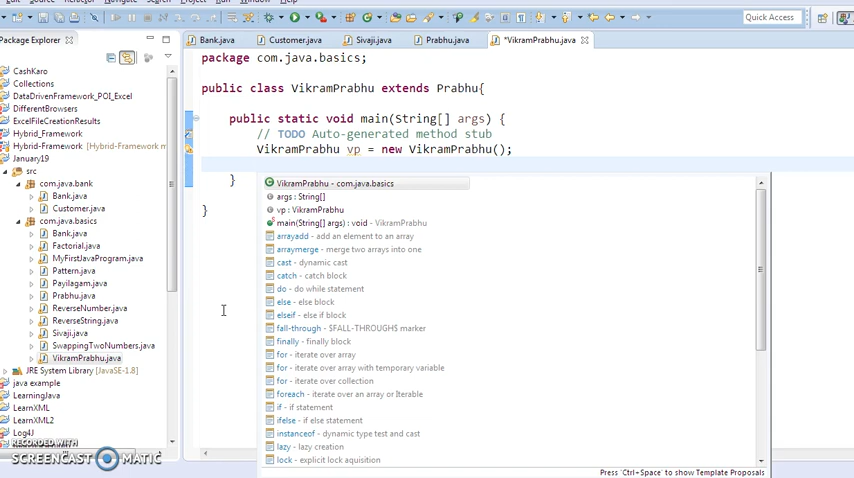 Quick Access
Package Explorer
CashKaro
Collections
DataDrivenFramework_POI_Excel
DifferentBrowsers
ExcelFileCreationResults
Hybrid_Framework
Hybrid-Framework [Hybrid-Framework m
January19
src
com.java.bank
Bank.java
Customer.java
com.java.basics
Bank.java
Factorial.java
MyFirstJavaProgram.java
Pattern.java
Payilagam.java
Prabhu.java
ReverseNumber.java
ReverseString.java
Sivaji.java
SwappingTwoNumbers.java
VikramPrabhu.java
JRE System Library [JavaSE-1.8]
java example
LearningJava
LearnXML
LearnXML2
Log4J
RECORDED WITH
SCREENCAST MATIC
Bank.java Customer.java Sivaji.java Prabhu.java *VikramPrabhu.java
package com.java.basics;
public class VikramPrabhu extends Prabhu{
public static void main(String[] args) {
// TODO Auto-generated method stub
VikramPrabhu vp = new VikramPrabhu();
}
}
VikramPrabhu - com.java.basics
args : String[]
vp : VikramPrabhu
main(String[] args) : void - VikramPrabhu
arrayadd - add an element to an array
arraymerge - merge two arrays into one
cast - dynamic cast
catch - catch block
do - do while statement
else - else block
elseif - else if block
fall-through - $FALL-THROUGH$ marker
finally - finally block
for - iterate over array
for - iterate over array with temporary variable
for - iterate over collection
foreach - iterate over an array or Iterable
if - if statement
ifelse - if else statement
instanceof - dynamic type test and cast
lazy - lazy creation
lock - explicit lock aquisition
Press 'Ctrl+Space' to show Template Proposals